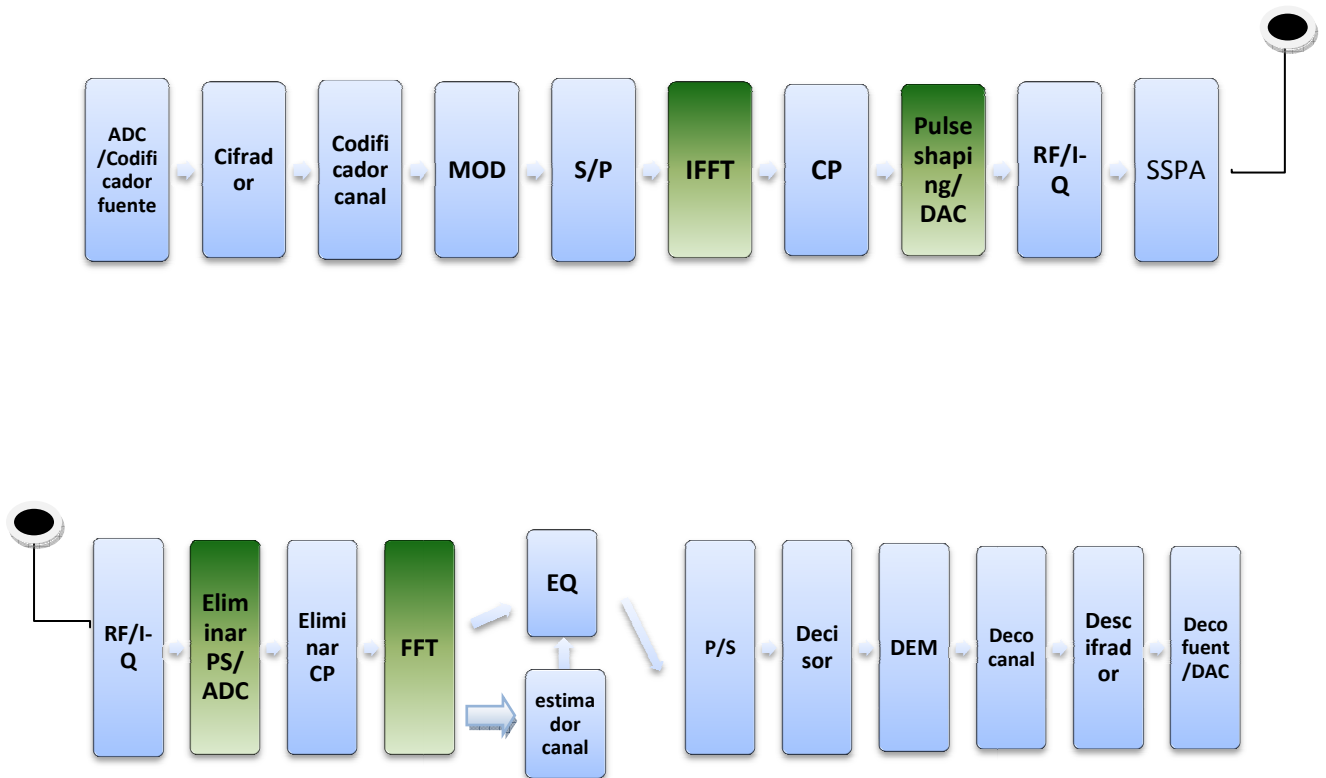 ADC
/Codifi
cador
fuente
Cifrad
or
Codifi
cador
canal
MOD
S/P
IFFT
CP
Pulse
shapi
ng/
DAC
RF/I-
Q
SSPA
RF/I-
Q
Elim
inar
PS/
ADC
Elimi
nar
CP
FFT
EQ
estima
dor
canal
P/S
Deci
sor
DEM
Deco
canal
Desc
ifrad
or
Deco
fuent
/DAC